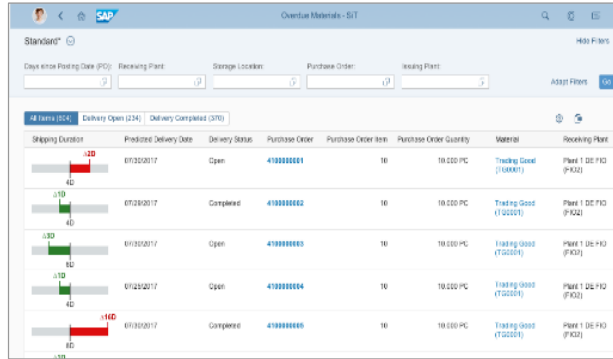 SAP
Overdue Materials - SiT
Standard*
Hide Filters
Days since Posting Date (PD): Receiving Plant: Storage Location: Purchase Order: Issuing Plant:
Adapt Filters Go
All Items (604) Delivery Open (234) Delivery Completed (370)
Shipping Duration Predicted Delivery Date Delivery Status Purchase Order Purchase Order Item Purchase Order Quantity Material Receiving Plant
Δ2D
07/30/2017 Open 4100000001 10 10.000 PC Trading Good (TG0001) Plant 1 DE FIO (FIO2)
4D
Δ1D
07/29/2017 Completed 4100000002 10 10.000 PC Trading Good (TG0001) Plant 1 DE FIO (FIO2)
4D
Δ3D
07/30/2017 Open 4100000003 10 10.000 PC Trading Good (TG0001) Plant 1 DE FIO (FIO2)
6D
Δ1D
07/25/2017 Open 4100000004 10 10.000 PC Trading Good (TG0001) Plant 1 DE FIO (FIO2)
4D
Δ16D
07/30/2017 Completed 4100000005 10 10.000 PC Trading Good (TG0001) Plant 1 DE FIO (FIO2)